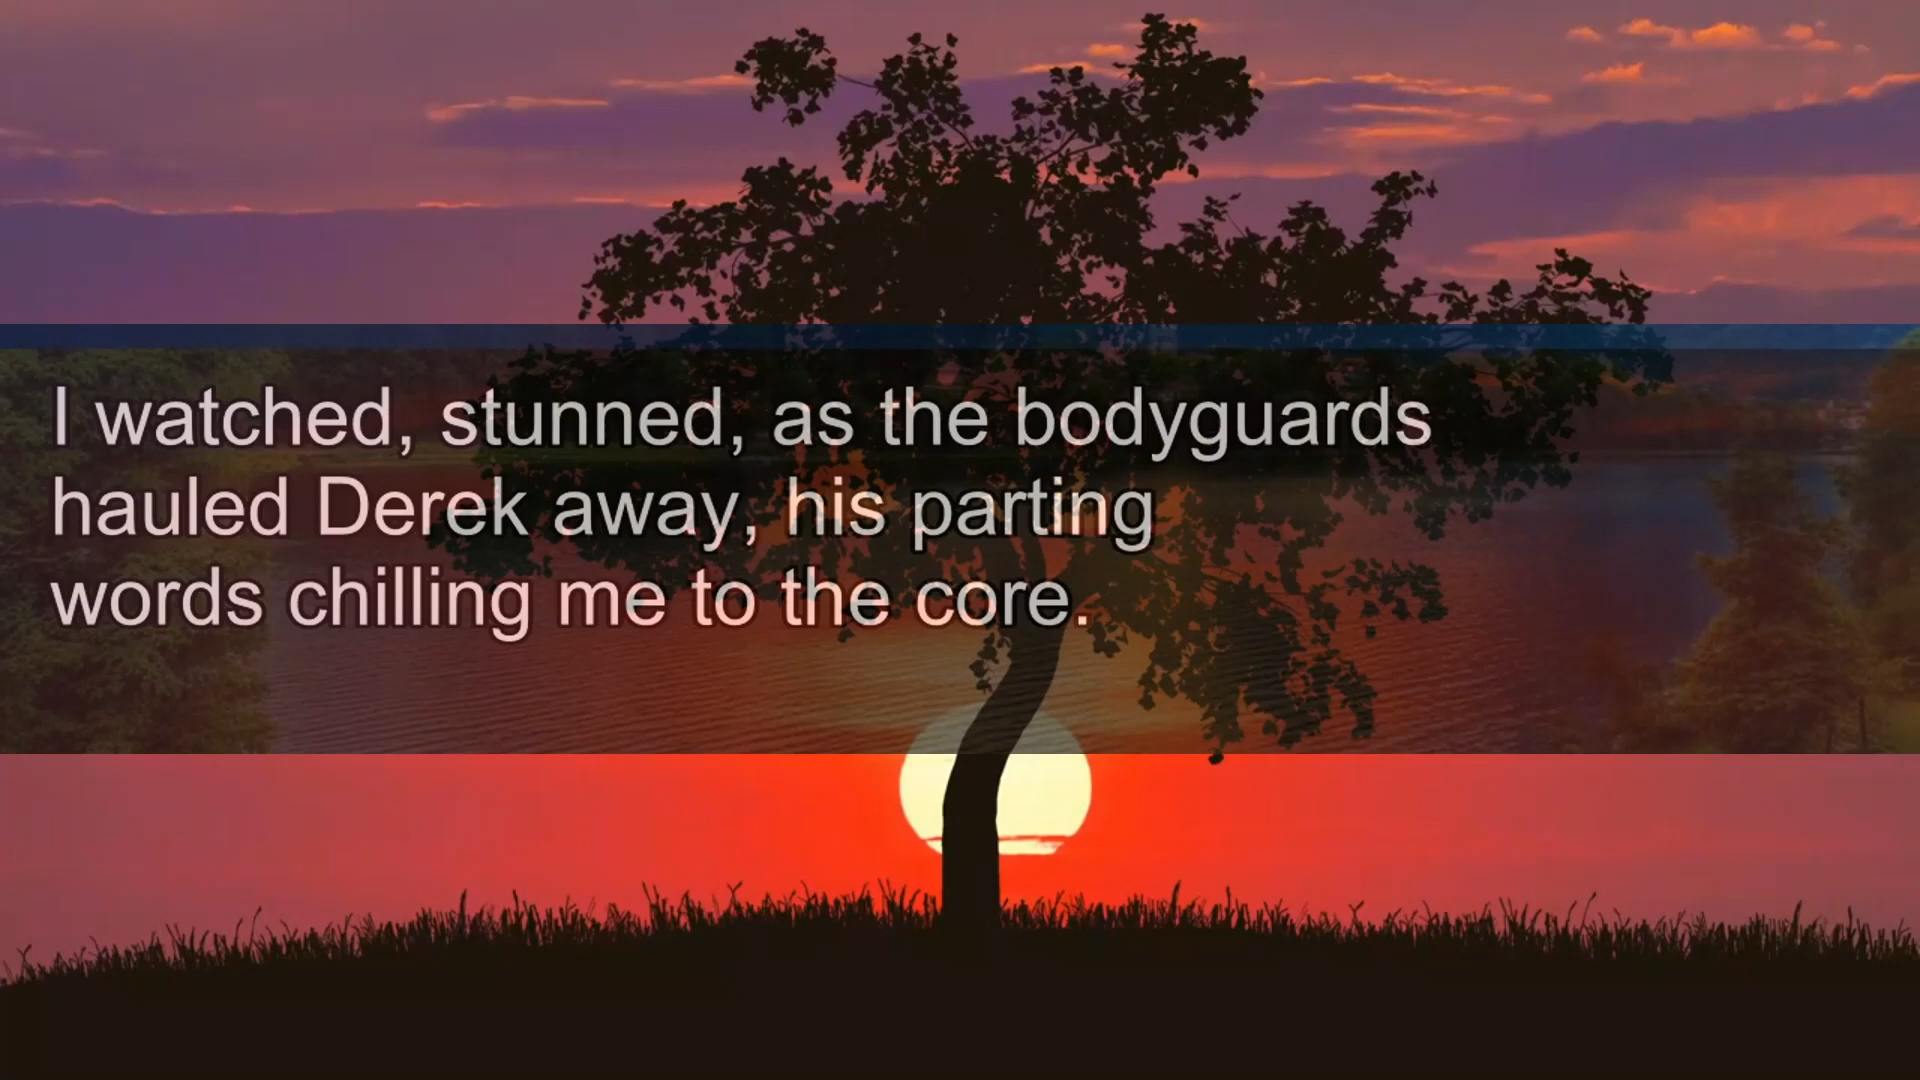 I watched, stunned, as the bodyguards
hauled Derek away, his parting
words chilling me to the core.